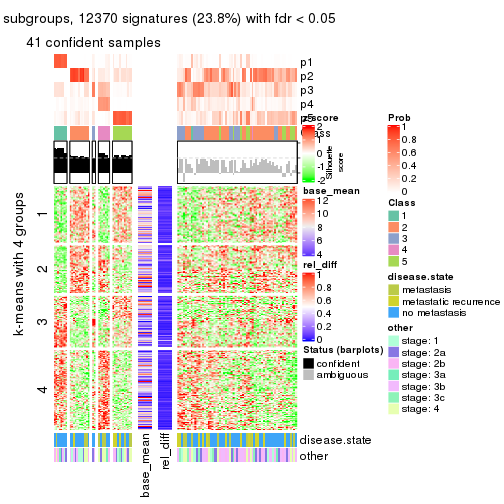 subgroups, 12370 signatures (23.8%) with fdr < 0.05
41 confident samples
p1
p2
p3
p4
p5
z-score
2
1
0
-1
-2
Silhouette score
Class
base_mean
12
10
8
6
4
rel_diff
1
0.8
0.6
0.4
0.2
0
Status (barplots)
confident
ambiguous
Prob
1
0.8
0.6
0.4
0.2
0
Class
1
2
3
4
5
disease.state
metastasis
metastatic recurrence
no metastasis
other
stage: 1
stage: 2a
stage: 2b
stage: 3a
stage: 3b
stage: 3c
stage: 4
k-means with 4 groups
1
2
3
4
disease.state
other
base_mean
rel_diff